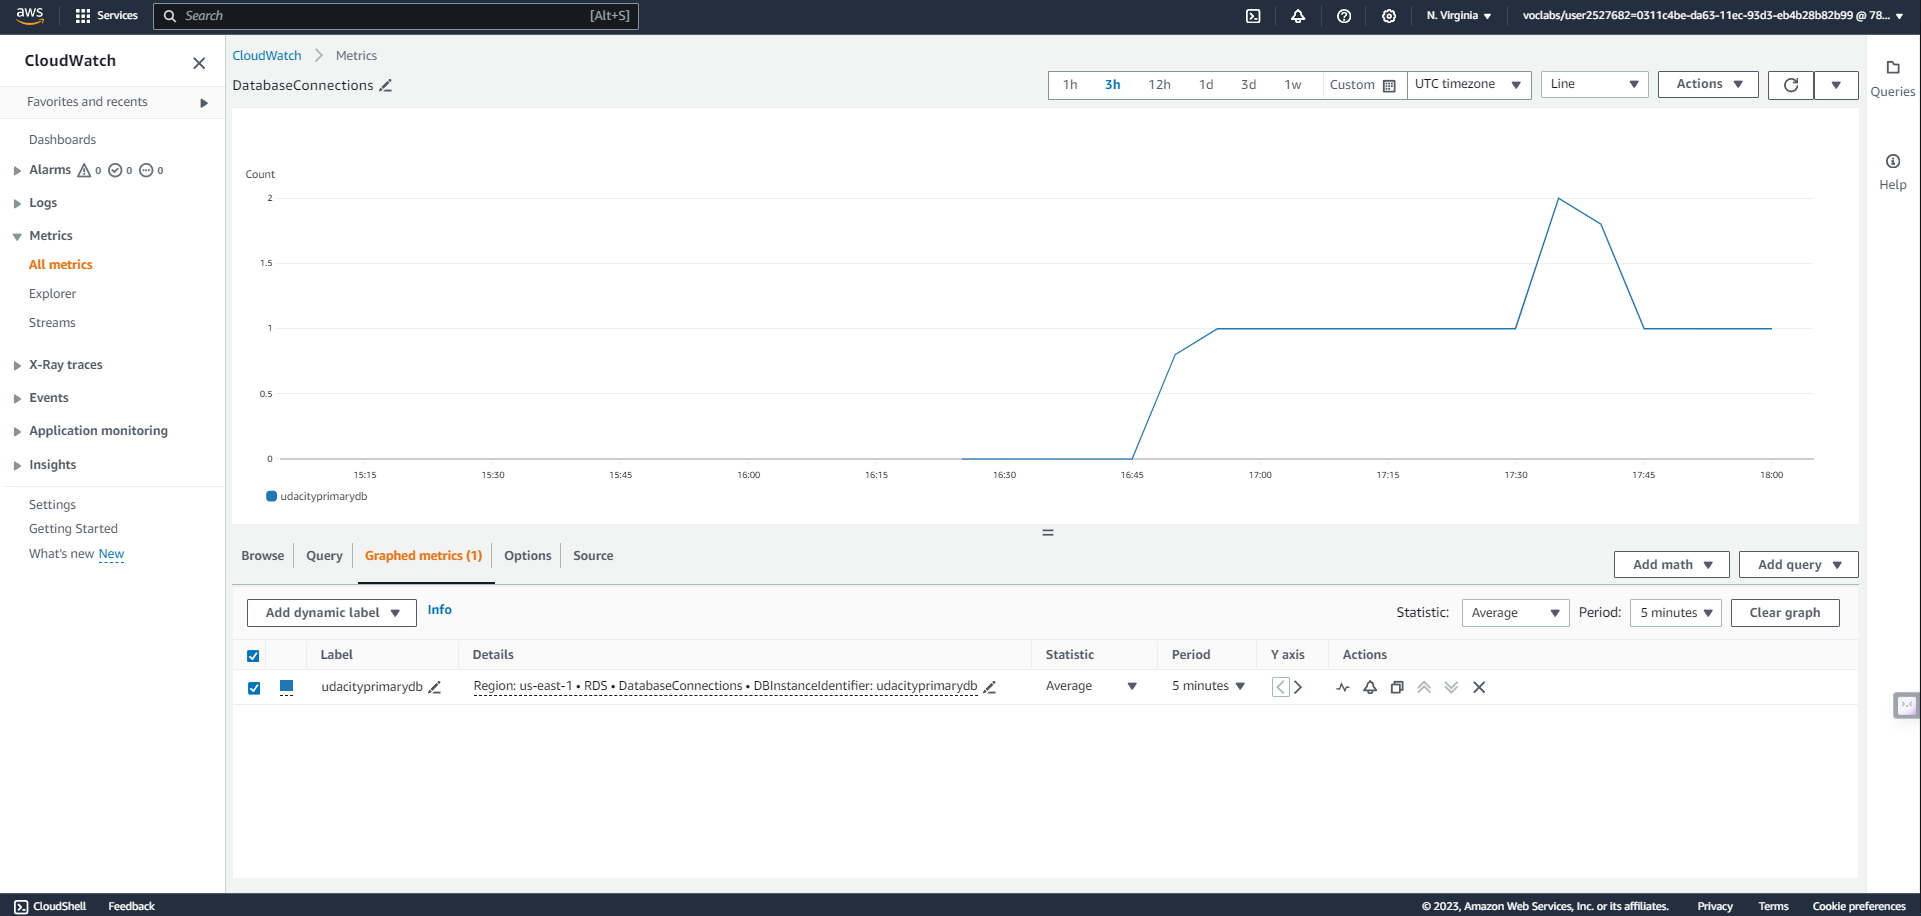 aws Services Search [Alt+S] N. Virginia voclabs/user2527682=0311c4be-da63-11ec-93d3-eb4b28b82b99 @ 78...
CloudWatch
Favorites and recents
Dashboards
Alarms 0 0 0
Logs
Metrics
All metrics
Explorer
Streams
X-Ray traces
Events
Application monitoring
Insights
Settings
Getting Started
What's new New
CloudWatch Metrics
DatabaseConnections
1h 3h 12h 1d 3d 1w Custom UTC timezone Line Actions
Queries
Help
Count
2
1.5
1
0.5
0
15:15 15:30 15:45 16:00 16:15 16:30 16:45 17:00 17:15 17:30 17:45 18:00
udacityprimarydb
Browse Query Graphed metrics (1) Options Source
Add math Add query
Add dynamic label Info Statistic: Average Period: 5 minutes Clear graph
Label Details Statistic Period Y axis Actions
udacityprimarydb Region: us-east-1 • RDS • DatabaseConnections • DBInstanceIdentifier: udacityprimarydb Average 5 minutes
CloudShell Feedback © 2023, Amazon Web Services, Inc. or its affiliates. Privacy Terms Cookie preferences